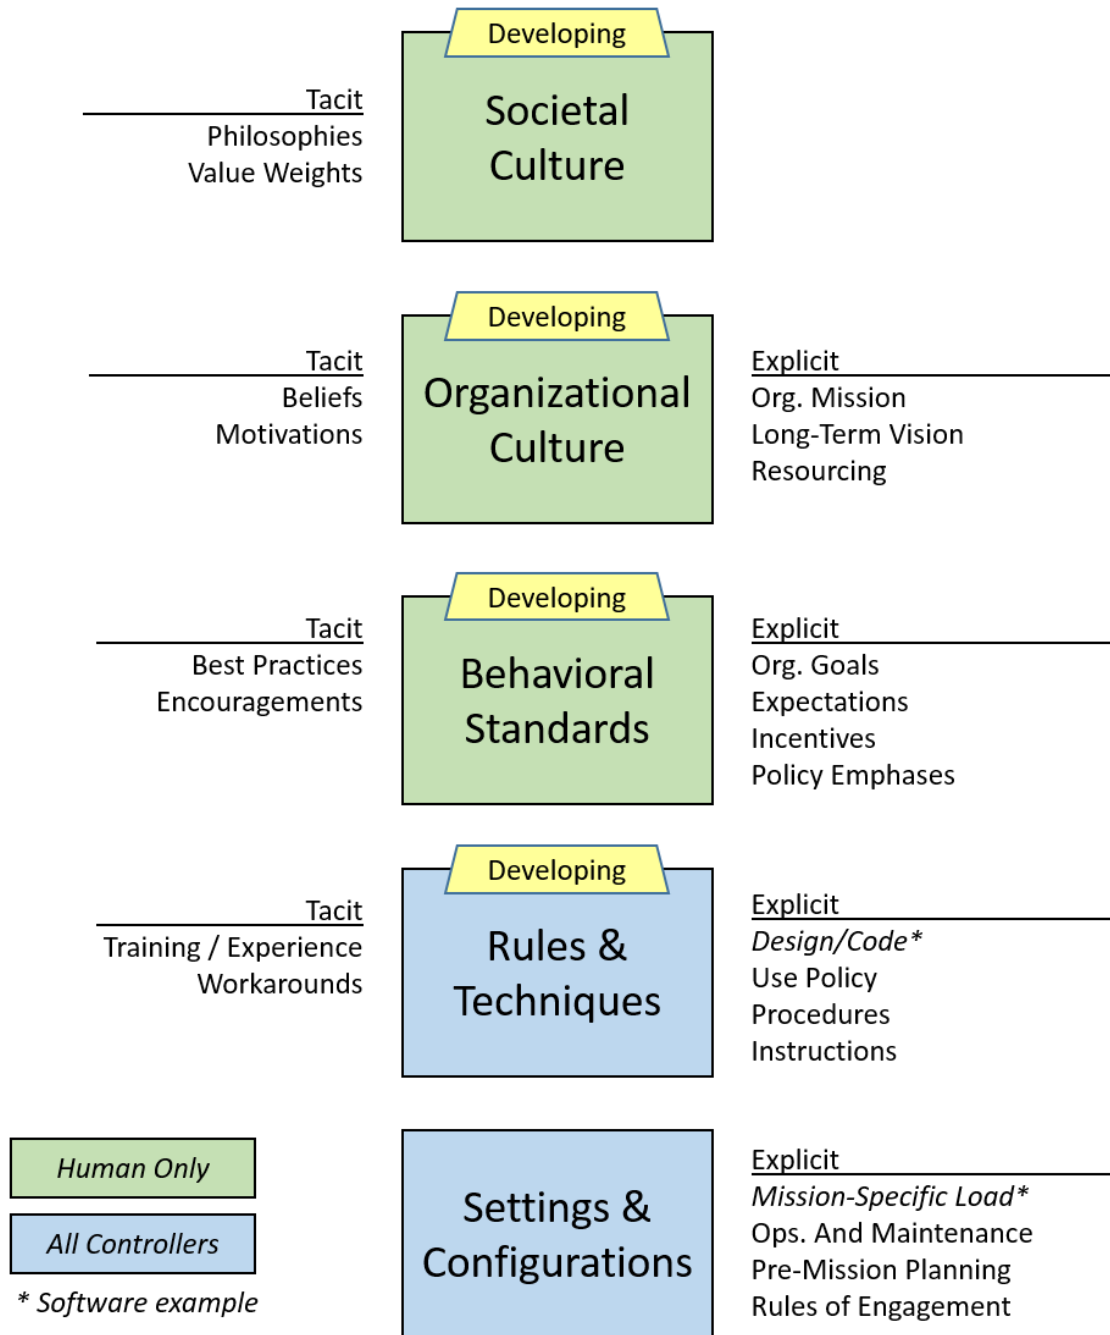 Developing
Societal
Culture
Tacit
Philosophies
Value Weights
Developing
Organizational
Culture
Tacit
Beliefs
Motivations
Explicit
Org. Mission
Long-Term Vision
Resourcing
Developing
Behavioral
Standards
Tacit
Best Practices
Encouragements
Explicit
Org. Goals
Expectations
Incentives
Policy Emphases
Developing
Rules &
Techniques
Tacit
Training / Experience
Workarounds
Explicit
Design/Code*
Use Policy
Procedures
Instructions
Settings &
Configurations
Explicit
Mission-Specific Load*
Ops. And Maintenance
Pre-Mission Planning
Rules of Engagement
Human Only
All Controllers
* Software example